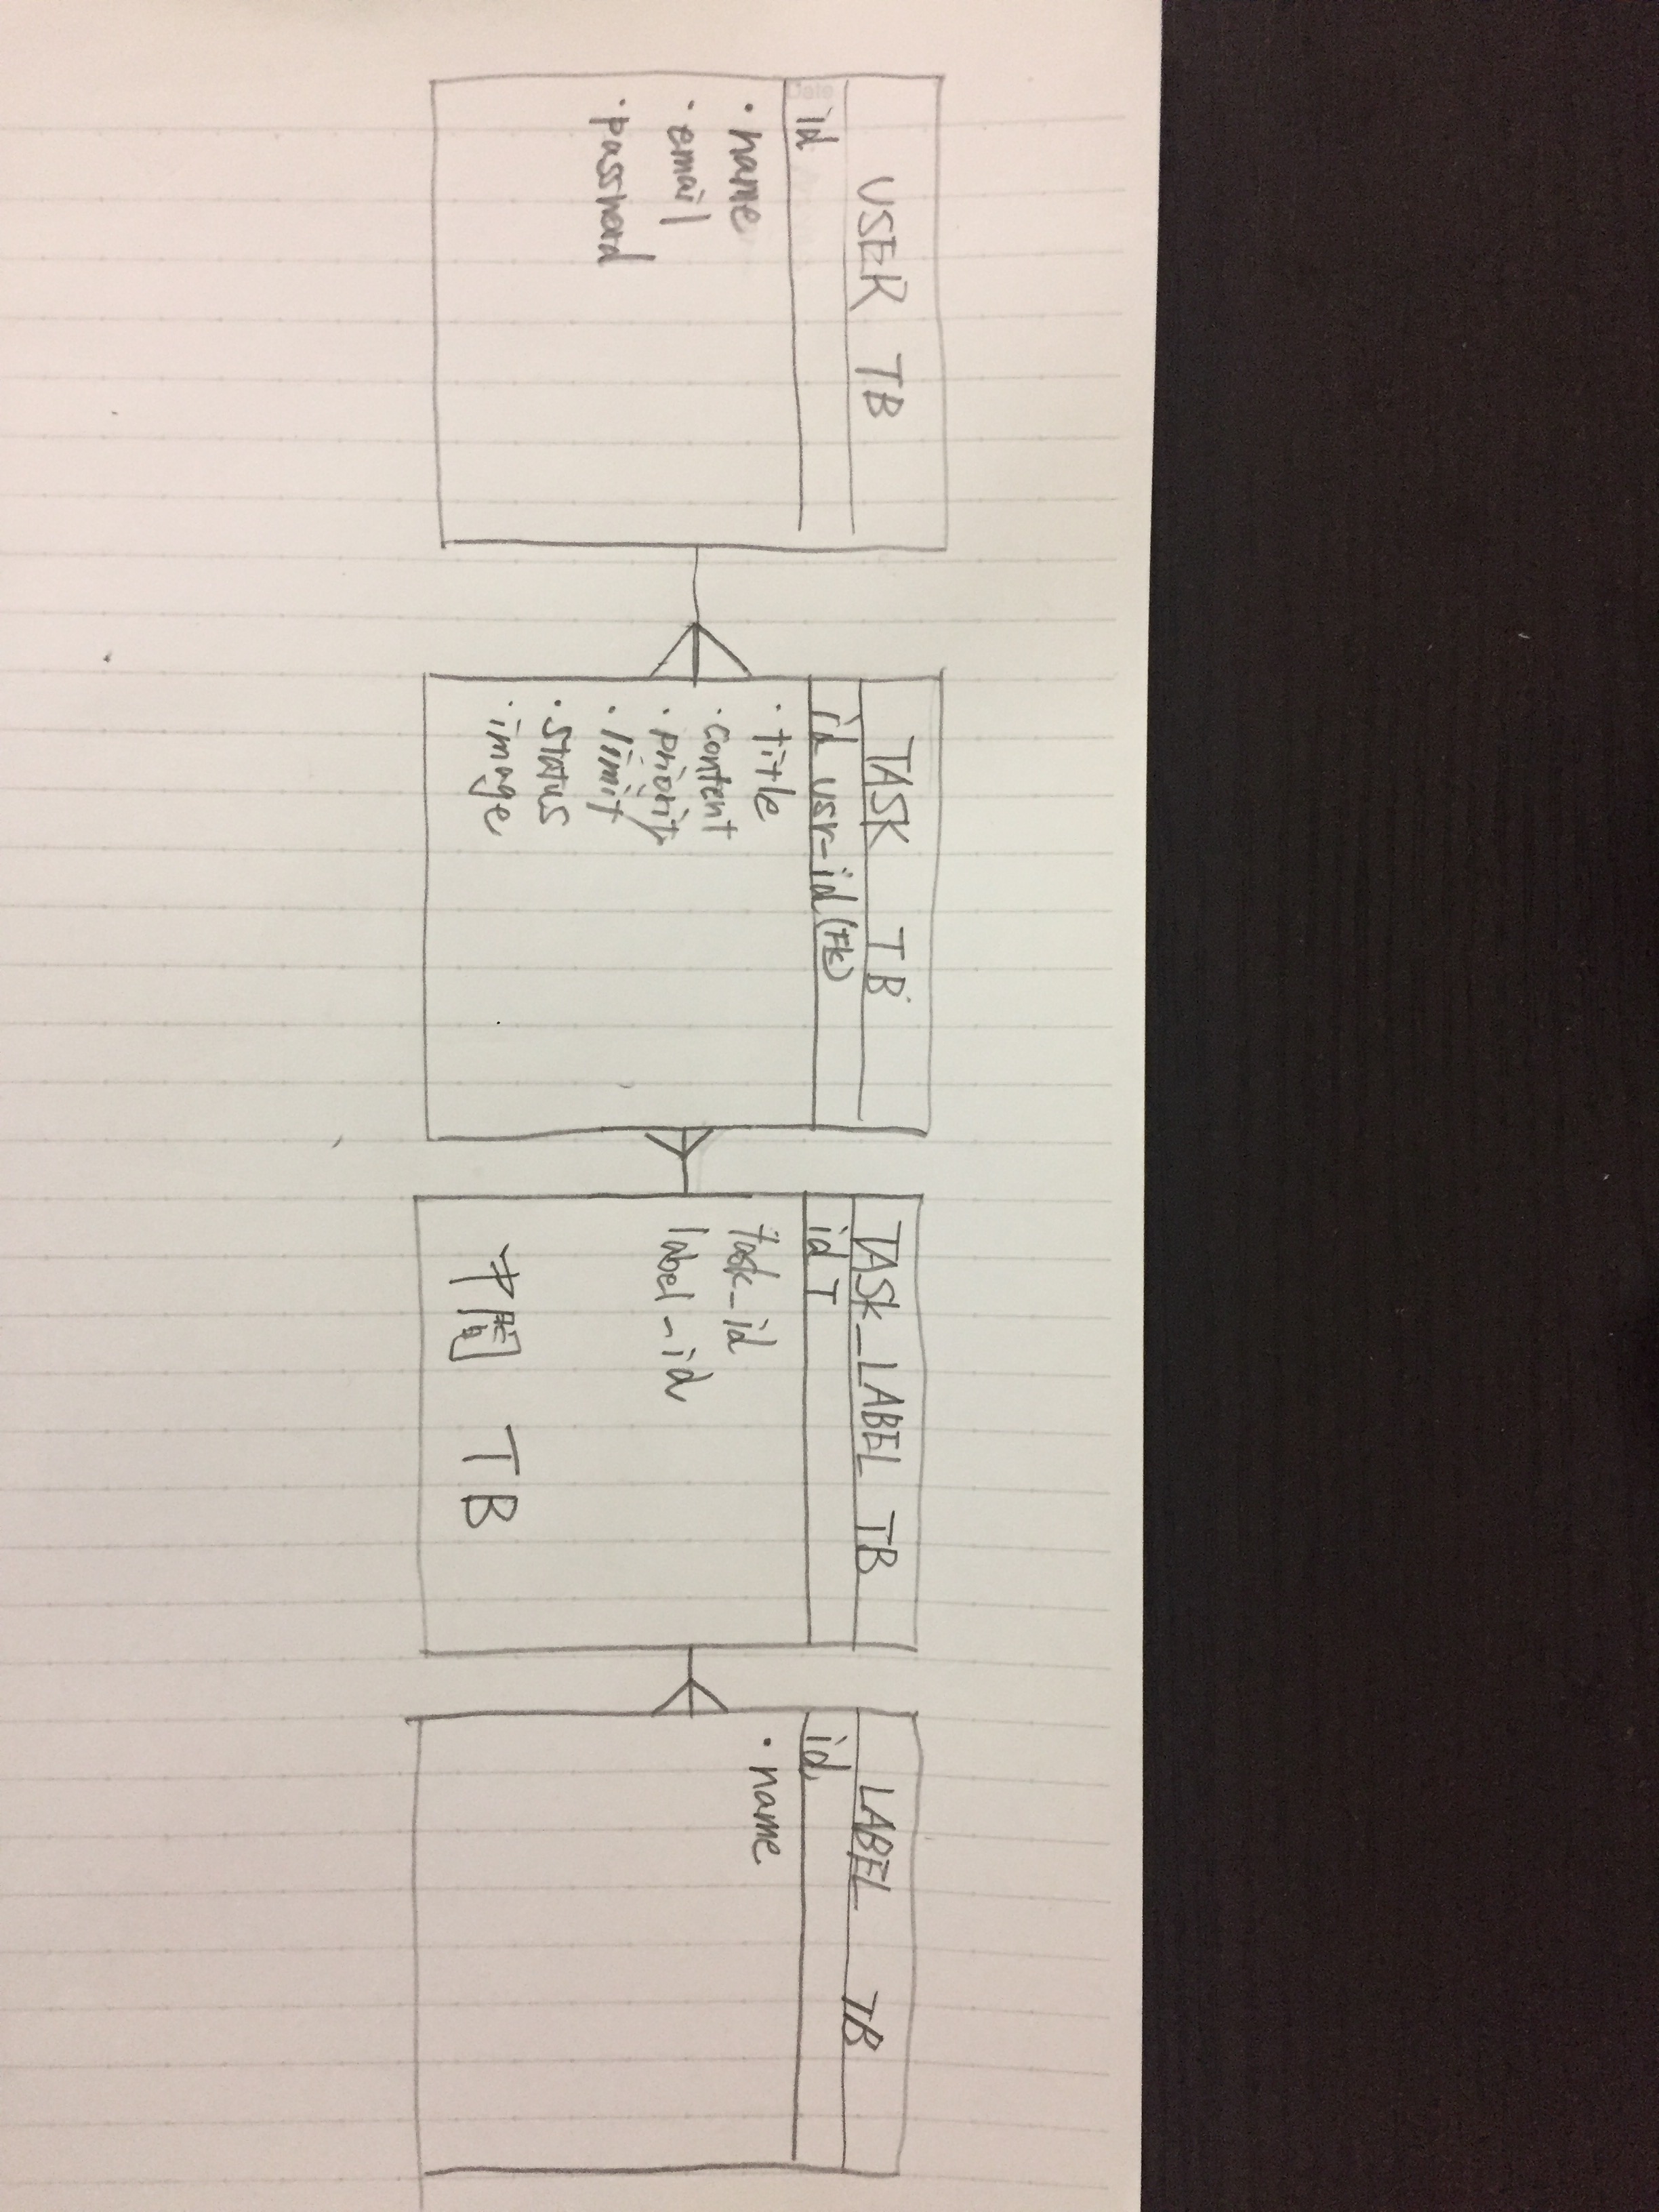 USER TB
id
・name
・email
・password
TASK TB
id usr-id(FK)
・title
・content
・priority
・limit
・status
・image
TASK_LABEL TB
id T
task_id
label_id
中間 TB
LABEL TB
id
・name